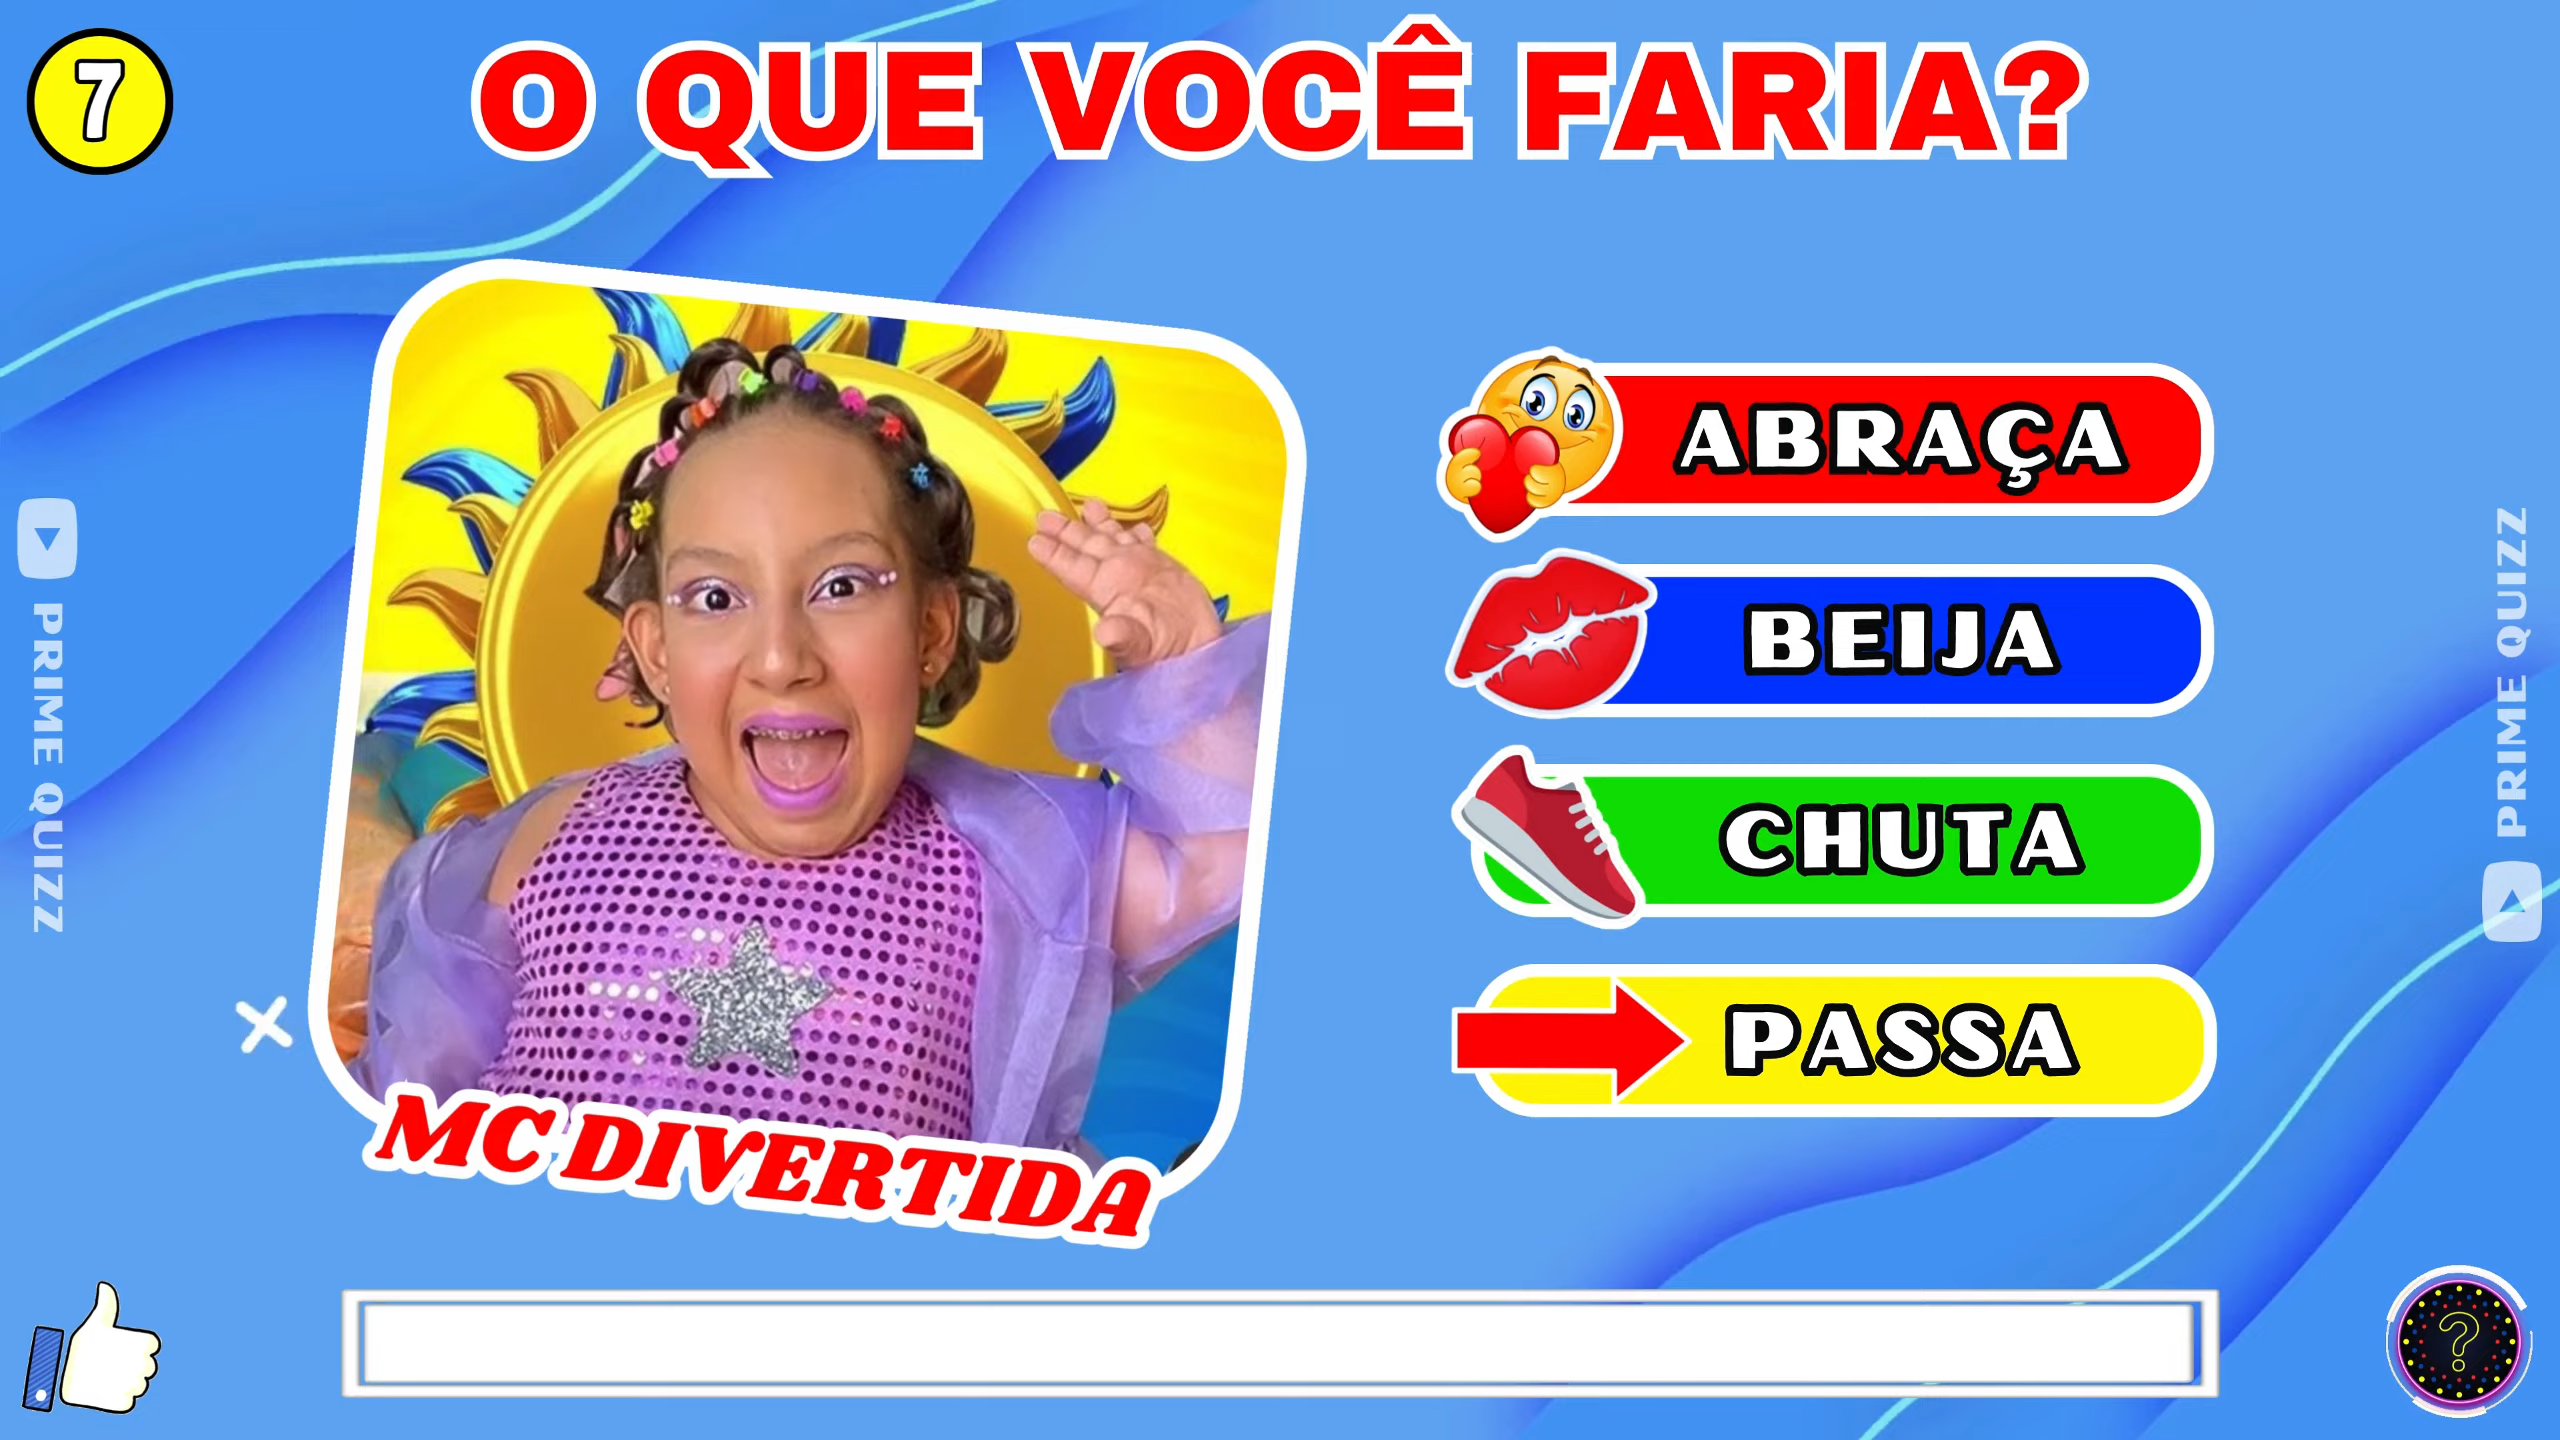 7
O QUE VOCÊ FARIA?
ABRAÇA
BEIJA
CHUTA
PASSA
MC DIVERTIDA
PRIME QUIZZ
PRIME QUIZZ
?